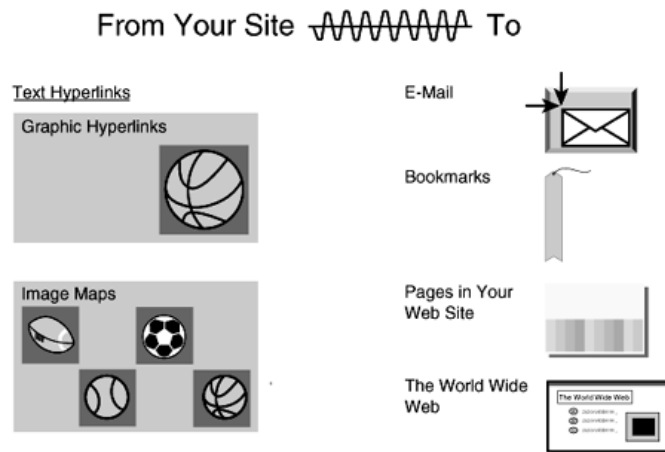 From Your Site To
Text Hyperlinks
Graphic Hyperlinks
Image Maps
E-Mail
Bookmarks
Pages in Your
Web Site
The World Wide
Web
The World Wide Web